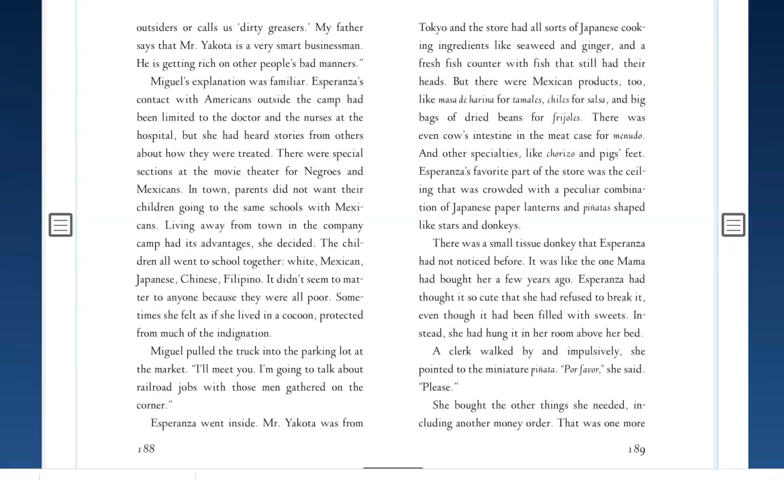 outsiders or calls us ‘dirty greasers.’ My father
says that Mr. Yakota is a very smart businessman.
He is getting rich on other people’s bad manners.”
Miguel’s explanation was familiar. Esperanza’s
contact with Americans outside the camp had
been limited to the doctor and the nurses at the
hospital, but she had heard stories from others
about how they were treated. There were special
sections at the movie theater for Negroes and
Mexicans. In town, parents did not want their
children going to the same schools with Mexi-
cans. Living away from town in the company
camp had its advantages, she decided. The chil-
dren all went to school together: white, Mexican,
Japanese, Chinese, Filipino. It didn’t seem to mat-
ter to anyone because they were all poor. Some-
times she felt as if she lived in a cocoon, protected
from much of the indignation.
Miguel pulled the truck into the parking lot at
the market. “I’ll meet you. I’m going to talk about
railroad jobs with those men gathered on the
corner.”
Esperanza went inside. Mr. Yakota was from
188
Tokyo and the store had all sorts of Japanese cook-
ing ingredients like seaweed and ginger, and a
fresh fish counter with fish that still had their
heads. But there were Mexican products, too,
like masa de harina for tamales, chiles for salsa, and big
bags of dried beans for frijoles. There was
even cow’s intestine in the meat case for menudo.
And other specialties, like chorizo and pigs’ feet.
Esperanza’s favorite part of the store was the ceil-
ing that was crowded with a peculiar combina-
tion of Japanese paper lanterns and piñatas shaped
like stars and donkeys.
There was a small tissue donkey that Esperanza
had not noticed before. It was like the one Mama
had bought her a few years ago. Esperanza had
thought it so cute that she had refused to break it,
even though it had been filled with sweets. In-
stead, she had hung it in her room above her bed.
A clerk walked by and impulsively, she
pointed to the miniature piñata. “Por favor,” she said.
“Please.”
She bought the other things she needed, in-
cluding another money order. That was one more
189